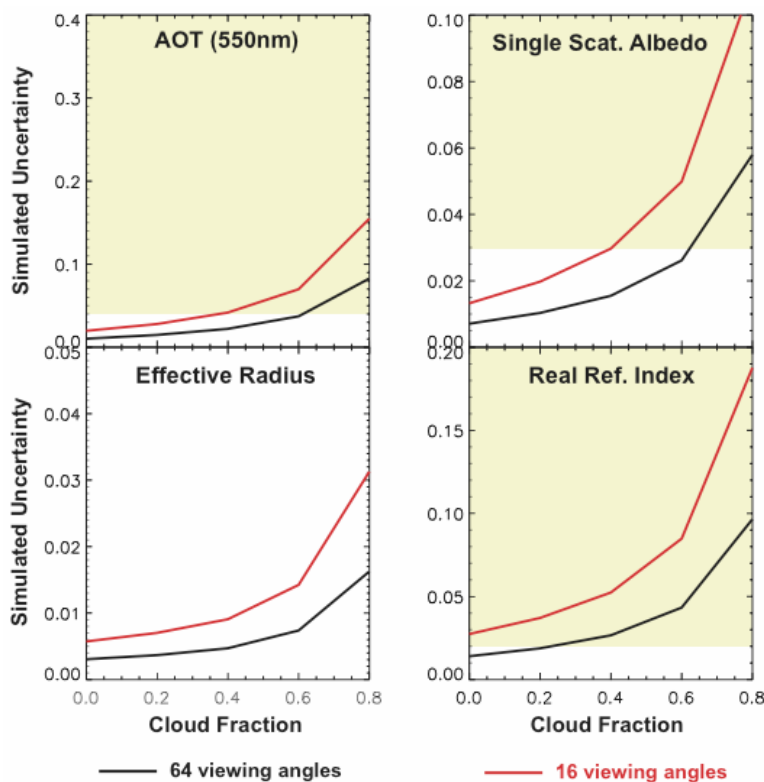 AOT (550nm)
Simulated Uncertainty
0.4
0.3
0.2
0.1
0.0
Single Scat. Albedo
0.10
0.08
0.06
0.04
0.02
0.00
Effective Radius
Simulated Uncertainty
0.05
0.04
0.03
0.02
0.01
0.00
0.0 0.2 0.4 0.6 0.8
Cloud Fraction
Real Ref. Index
0.20
0.15
0.10
0.05
0.00
0.0 0.2 0.4 0.6 0.8
Cloud Fraction
64 viewing angles
16 viewing angles